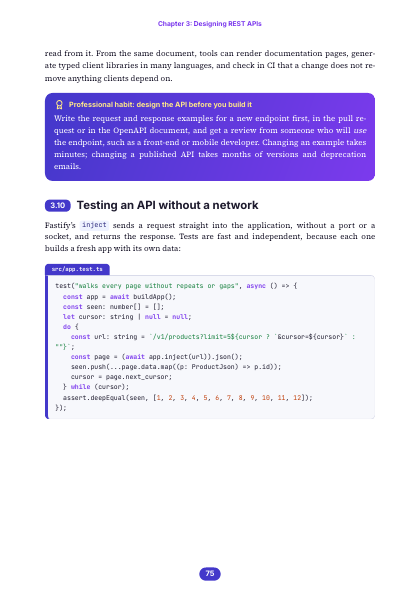 Chapter 3: Designing REST APIs
read from it. From the same document, tools can render documentation pages, gener-
ate typed client libraries in many languages, and check in CI that a change does not re-
move anything clients depend on.
Professional habit: design the API before you build it
Write the request and response examples for a new endpoint first, in the pull re-
quest or in the OpenAPI document, and get a review from someone who will use
the endpoint, such as a front-end or mobile developer. Changing an example takes
minutes; changing a published API takes months of versions and deprecation
emails.
3.10 Testing an API without a network
Fastify's inject sends a request straight into the application, without a port or a
socket, and returns the response. Tests are fast and independent, because each one
builds a fresh app with its own data:
src/app.test.ts
test("walks every page without repeats or gaps", async () => {
  const app = await buildApp();
  const seen: number[] = [];
  let cursor: string | null = null;
  do {
    const url: string = `/v1/products?limit=5${cursor ? `&cursor=${cursor}` :
""}`;
    const page = (await app.inject(url)).json();
    seen.push(...page.data.map((p: ProductJson) => p.id));
    cursor = page.next_cursor;
  } while (cursor);
  assert.deepEqual(seen, [1, 2, 3, 4, 5, 6, 7, 8, 9, 10, 11, 12]);
});
75